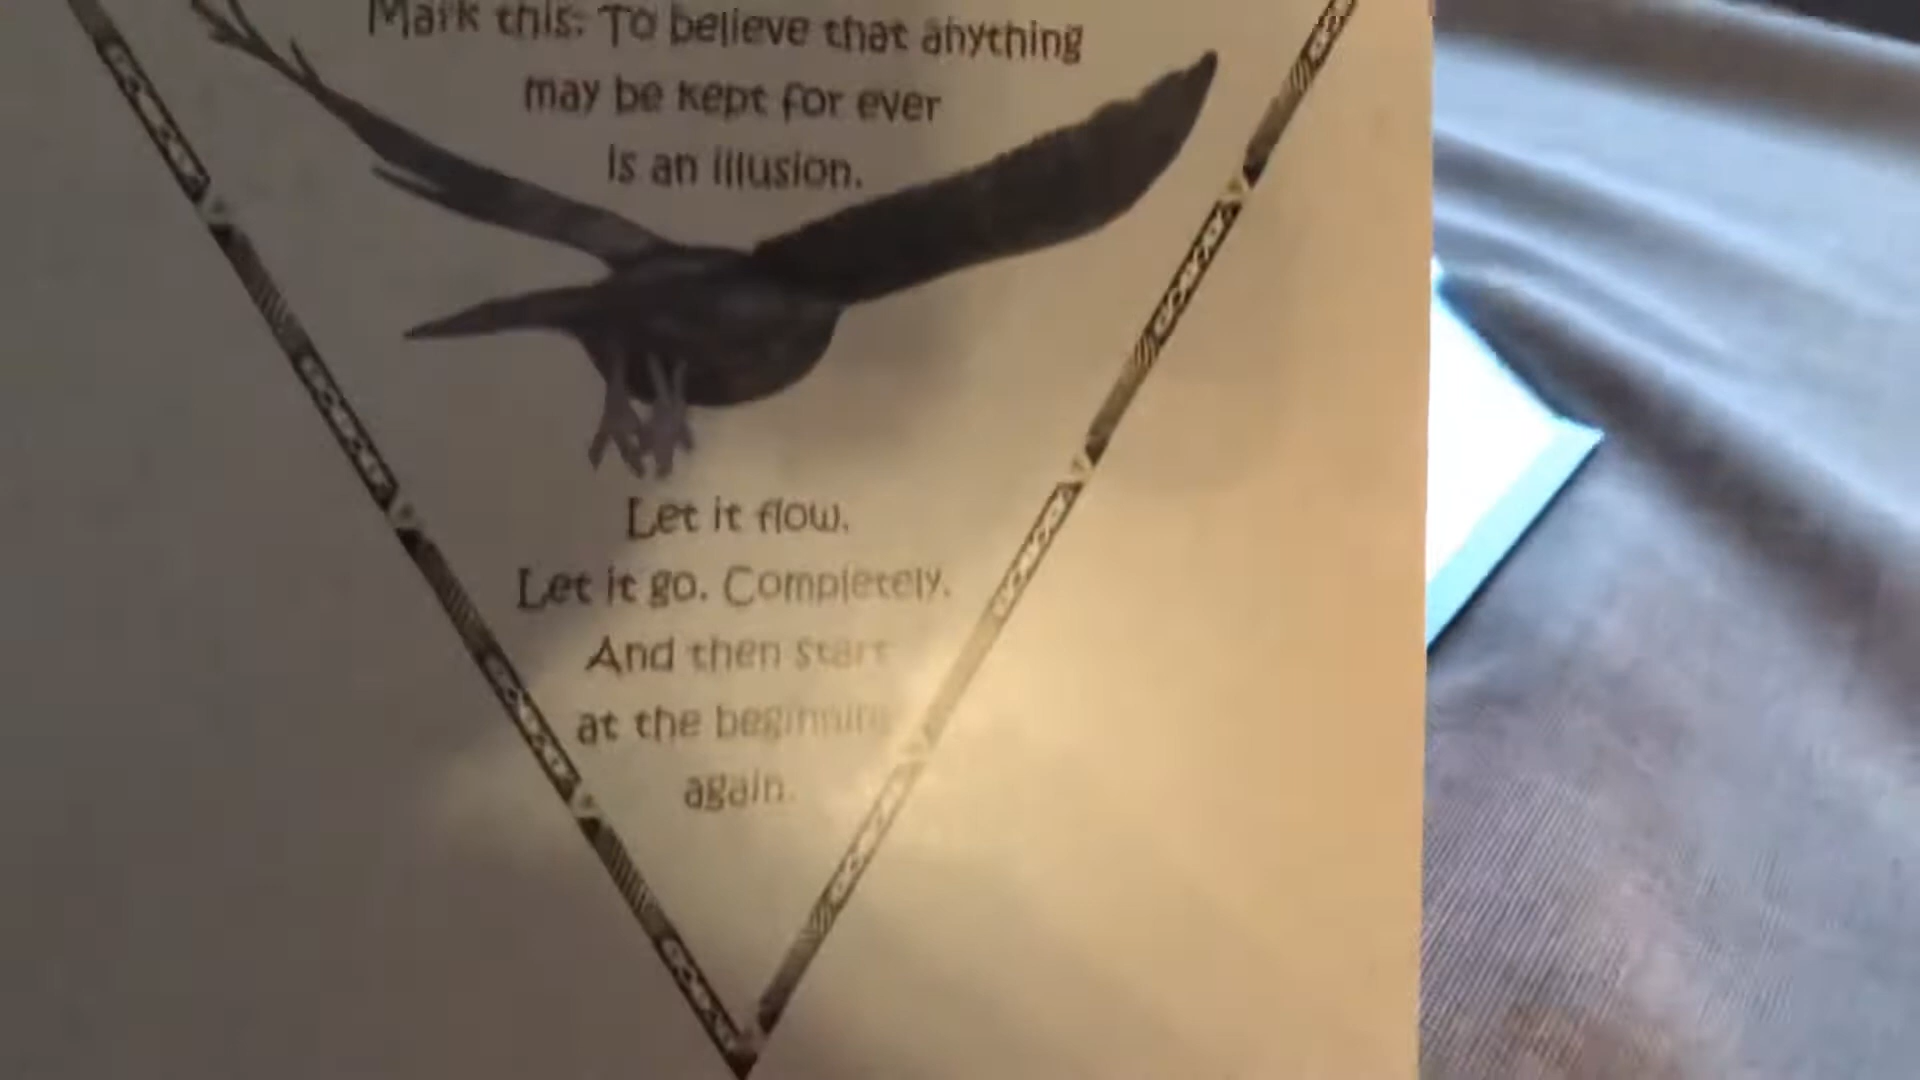 Mark this: To believe that anything
may be kept for ever
is an illusion.
Let it flow.
Let it go. Completely.
And then start
at the beginning
again.